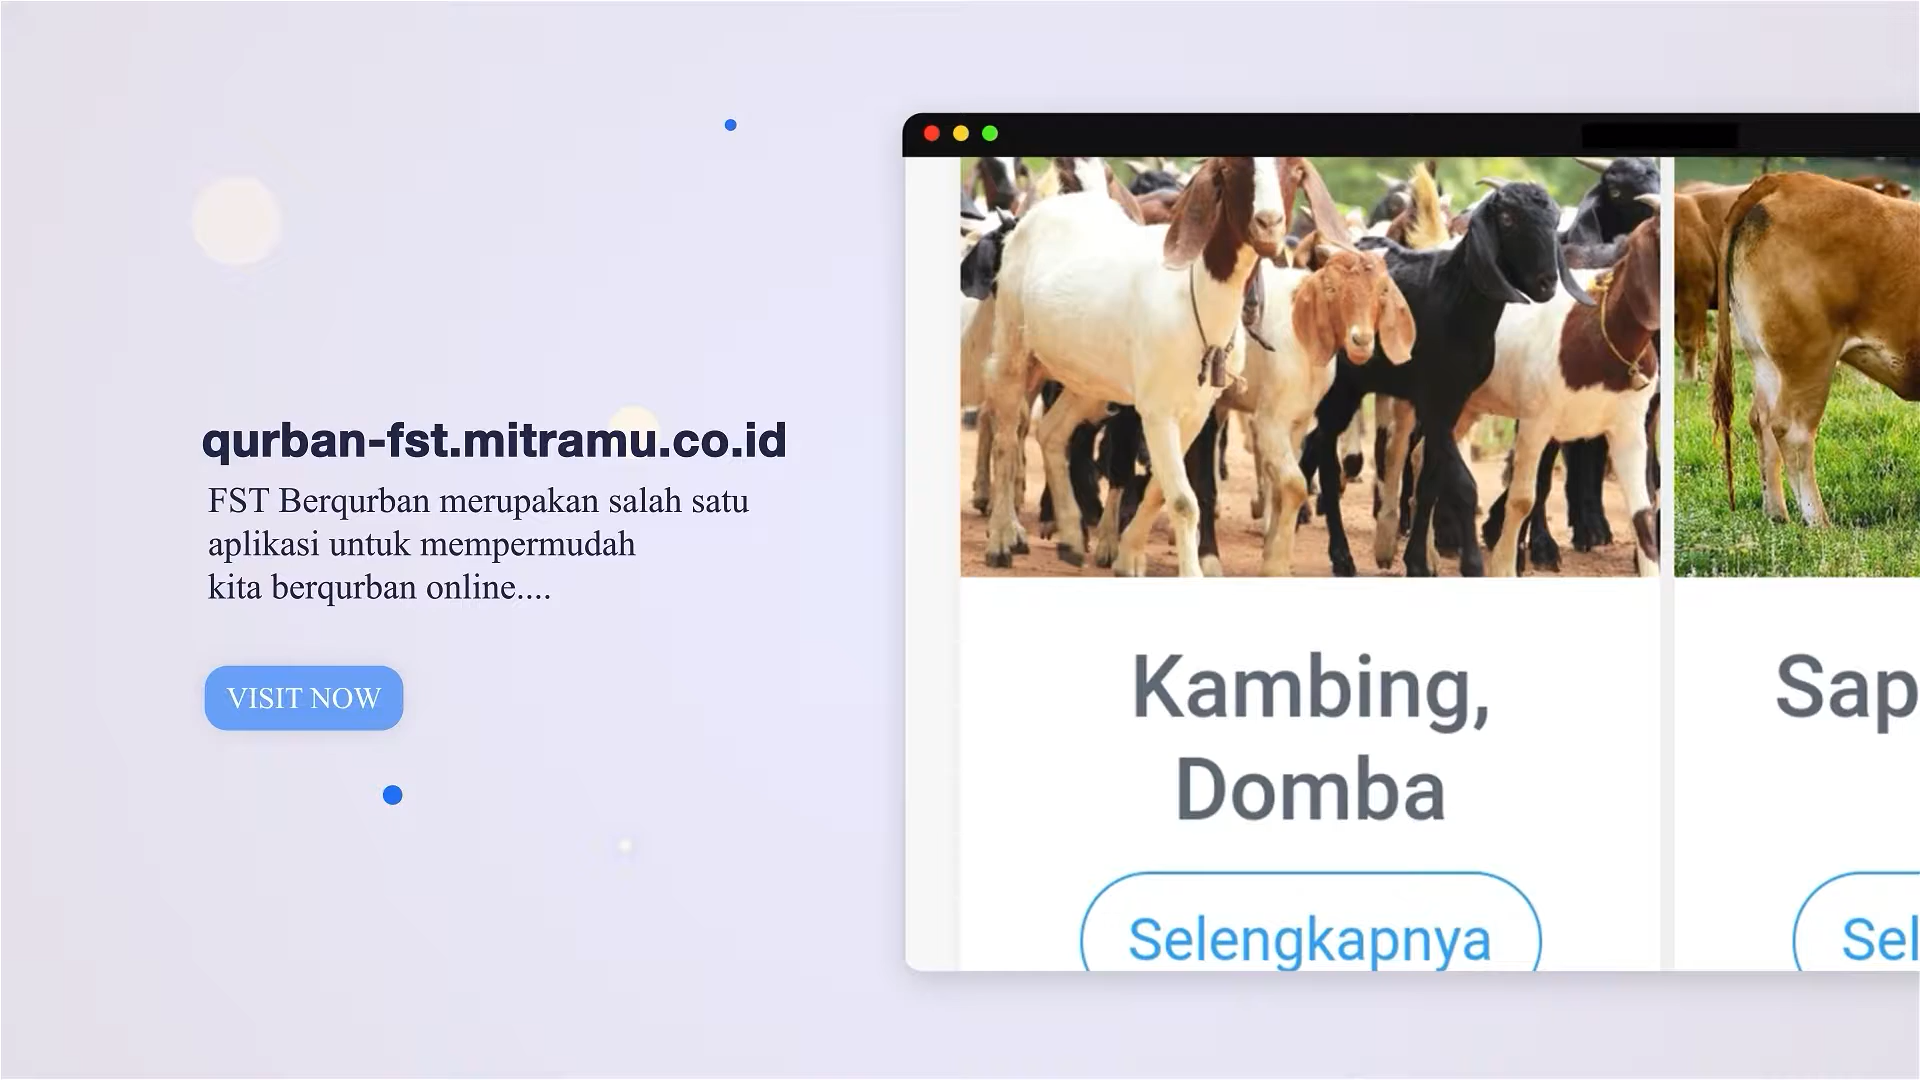 qurban-fst.mitramu.co.id
FST Berqurban merupakan salah satu
aplikasi untuk mempermudah
kita berqurban online....
VISIT NOW
Kambing,
Domba
Selengkapnya
Sap
Sel